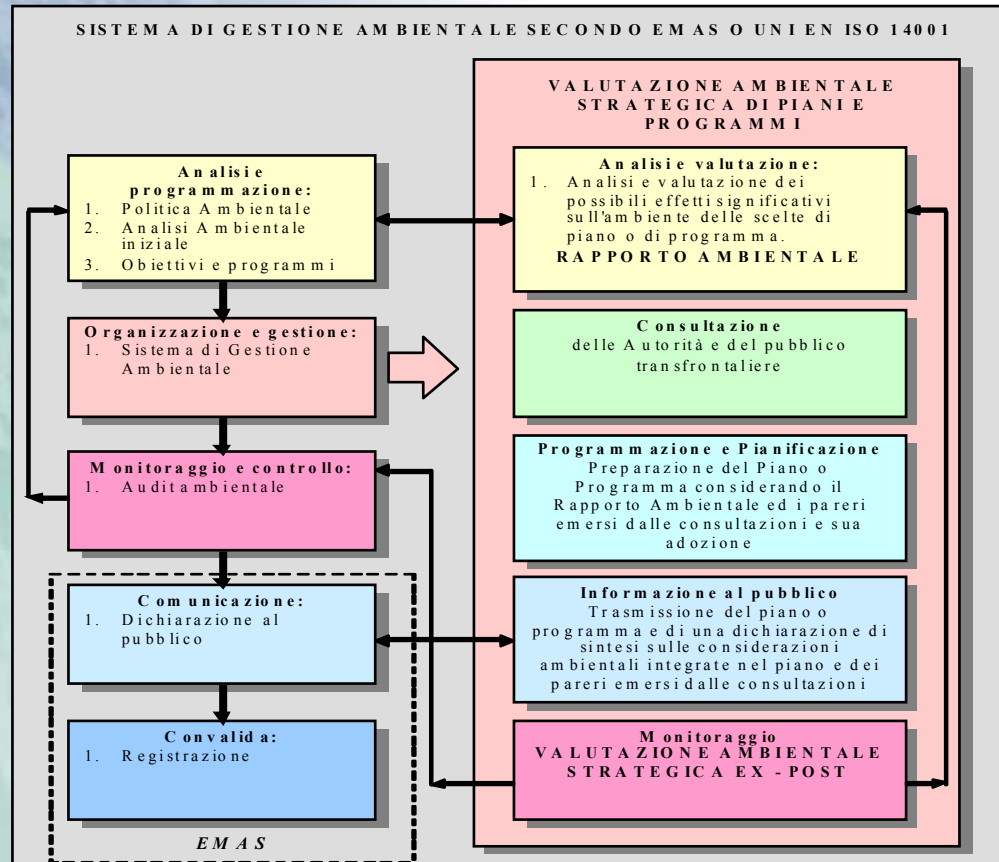 SISTEMA DI GESTIONE AMBIENTALE SECONDO EMAS O UNI EN ISO 14001
Analisi e
programmazione:
1. Politica Ambientale
2. Analisi Ambientale
iniziale
3. Obiettivi e programmi
Organizzazione e gestione:
1. Sistema di Gestione
Ambientale
Monitoraggio e controllo:
1. Audit ambientale
Comunicazione:
1. Dichiarazione al
pubblico
Convalida:
1. Registrazione
EMAS
VALUTAZIONE AMBIENTALE
STRATEGICA DI PIANI E
PROGRAMMI
Analisi e valutazione:
1. Analisi e valutazione dei
possibili effetti significativi
sull'ambiente delle scelte di
piano o di programma.
RAPPORTO AMBIENTALE
Consultazione
delle Autorità e del pubblico
transfrontaliere
Programmazione e Pianificazione
Preparazione del Piano o
Programma considerando il
Rapporto Ambientale ed i pareri
emersi dalle consultazioni e sua
adozione
Informazione al pubblico
Trasmissione del piano o
programma e di una dichiarazione di
sintesi sulle considerazioni
ambientali integrate nel piano e dei
pareri emersi dalle consultazioni
Monitoraggio
VALUTAZIONE AMBIENTALE
STRATEGICA EX - POST